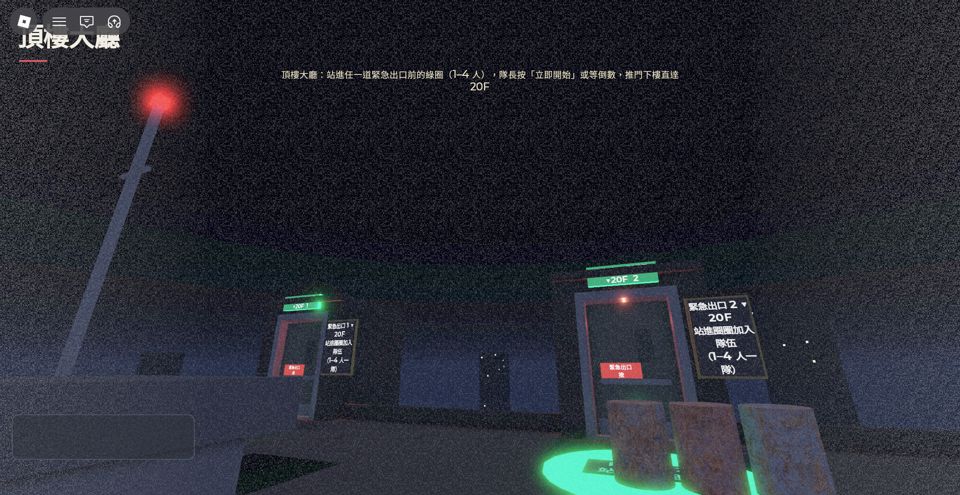 頂樓大廳
頂樓大廳：站進任一道緊急出口前的綠圈（1–4 人），隊長按「立即開始」或等倒數，推門下樓直達
20F
▼20F 1
緊急出口 1 ▼
20F
站進圈圈加入
隊伍
（1–4 人一
隊）
緊急出口
▼20F 2
緊急出口 2 ▼
20F
站進圈圈加入
隊伍
（1–4 人一
隊）
緊急出口